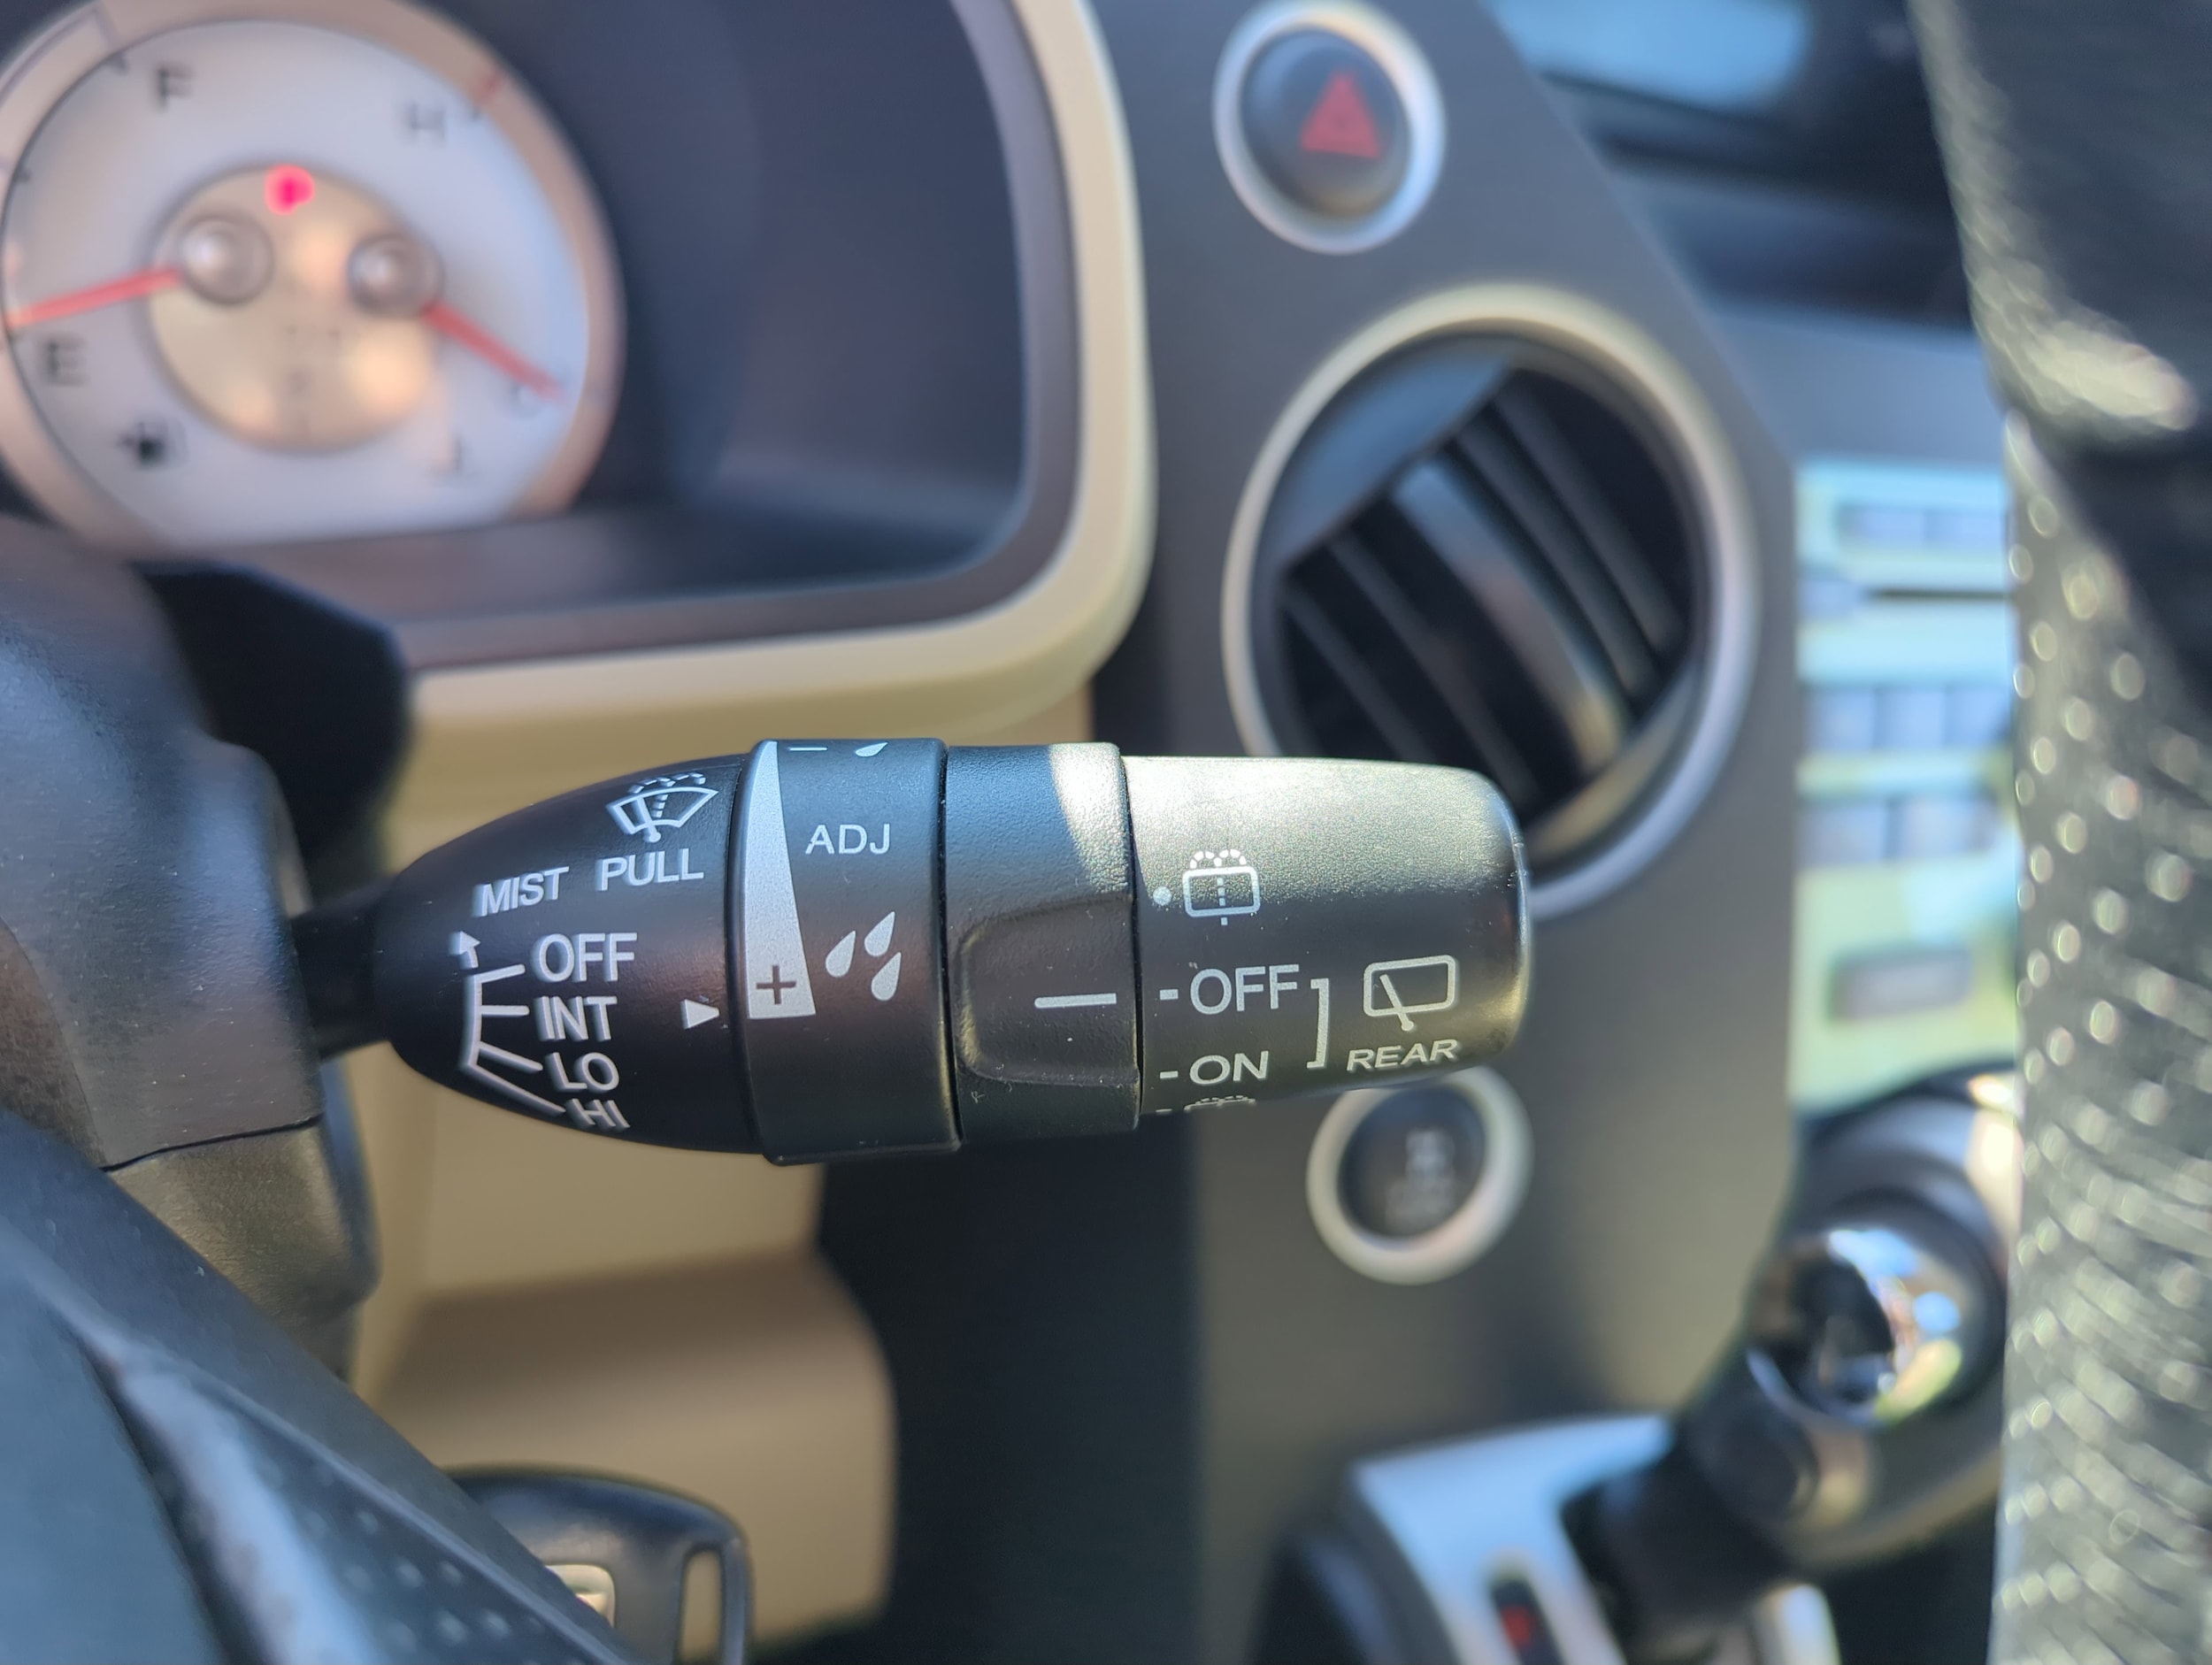 F
H
E
C
ADJ
MIST PULL
OFF
INT
LO
HI
+
OFF
ON
REAR